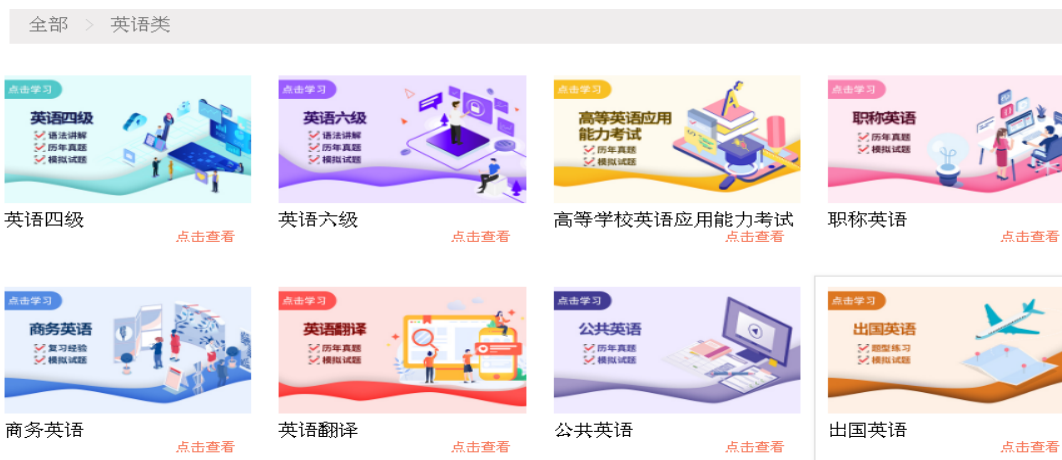 全部 > 英语类
点击学习
英语四级
语法讲解
历年真题
模拟试题
英语四级
点击查看
点击学习
英语六级
语法讲解
历年真题
模拟试题
英语六级
点击查看
点击学习
高等英语应用
能力考试
历年真题
模拟试题
高等学校英语应用能力考试
点击查看
点击学习
职称英语
历年真题
模拟试题
职称英语
点击查看
点击学习
商务英语
复习经验
模拟试题
商务英语
点击查看
点击学习
英语翻译
历年真题
模拟试题
英语翻译
点击查看
点击学习
公共英语
历年真题
模拟试题
公共英语
点击查看
点击学习
出国英语
题型练习
模拟试题
出国英语
点击查看